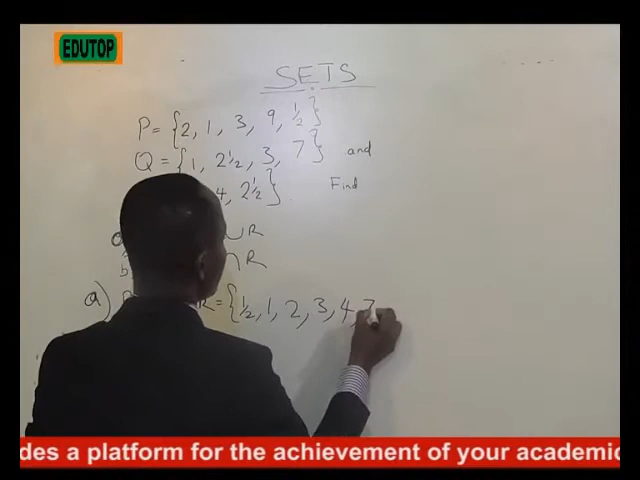 EDUTOP
SETS
P = {2, 1, 3, 9, ½}
Q = {1, 2½, 3, 7} and
4, 2½}. Find
∪R
b ∩R
a) R = {½, 1, 2, 3, 4, 7
des a platform for the achievement of your academic